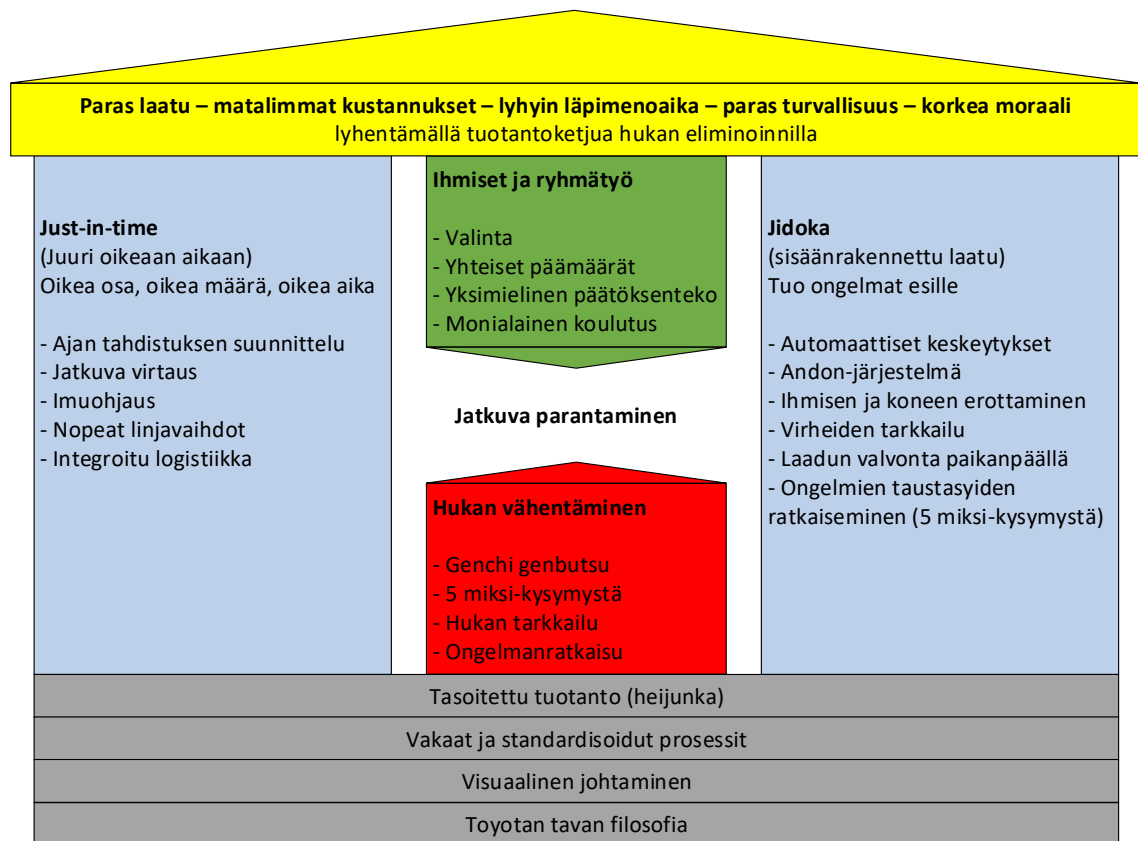 Paras laatu – matalimmat kustannukset – lyhyin läpimenoaika – paras turvallisuus – korkea moraali
lyhentämällä tuotantoketjua hukan eliminoinnilla
Just-in-time
(Juuri oikeaan aikaan)
Oikea osa, oikea määrä, oikea aika
- Ajan tahdistuksen suunnittelu
- Jatkuva virtaus
- Imuohjaus
- Nopeat linjavaihdot
- Integroitu logistiikka
Ihmiset ja ryhmätyö
- Valinta
- Yhteiset päämäärät
- Yksimielinen päätöksenteko
- Monialainen koulutus
Jatkuva parantaminen
Hukan vähentäminen
- Genchi genbutsu
- 5 miksi-kysymystä
- Hukan tarkkailu
- Ongelmanratkaisu
Jidoka
(sisäänrakennettu laatu)
Tuo ongelmat esille
- Automaattiset keskeytykset
- Andon-järjestelmä
- Ihmisen ja koneen erottaminen
- Virheiden tarkkailu
- Laadun valvonta paikanpäällä
- Ongelmien taustasyiden
ratkaiseminen (5 miksi-kysymystä)
Tasoitettu tuotanto (heijunka)
Vakaat ja standardisoidut prosessit
Visuaalinen johtaminen
Toyotan tavan filosofia